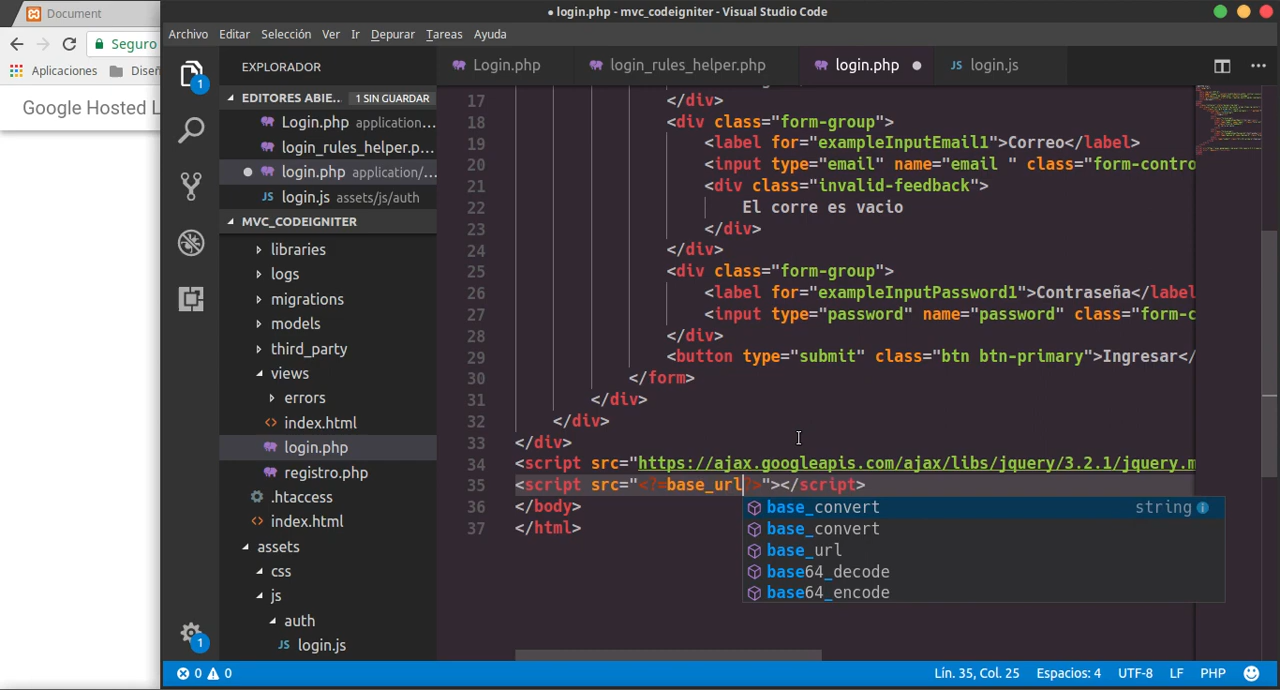 Document
● login.php - mvc_codeigniter - Visual Studio Code
Seguro
Aplicaciones
Google Hosted L
Archivo Editar Selección Ver Ir Depurar Tareas Ayuda
EXPLORADOR
EDITORES ABIE... 1 SIN GUARDAR
Login.php application...
login_rules_helper.p...
login.php application/...
JS login.js assets/js/auth
MVC_CODEIGNITER
libraries
logs
migrations
models
third_party
views
errors
<> index.html
login.php
registro.php
.htaccess
<> index.html
assets
css
js
auth
JS login.js
1
1
Login.php login_rules_helper.php login.php ● JS login.js
17 </div>
18 <div class="form-group">
19 <label for="exampleInputEmail1">Correo</label>
20 <input type="email" name="email " class="form-contro
21 <div class="invalid-feedback">
22 El corre es vacio
23 </div>
24 </div>
25 <div class="form-group">
26 <label for="exampleInputPassword1">Contraseña</label
27 <input type="password" name="password" class="form-c
28 </div>
29 <button type="submit" class="btn btn-primary">Ingresar</
30 </form>
31 </div>
32 </div>
33 </div>
34 <script src="https://ajax.googleapis.com/ajax/libs/jquery/3.2.1/jquery.m
35 <script src="<?=base_url?>"></script>
36 </body>
37 </html>
base_convert string
base_convert
base_url
base64_decode
base64_encode
0 0 Lín. 35, Col. 25 Espacios: 4 UTF-8 LF PHP